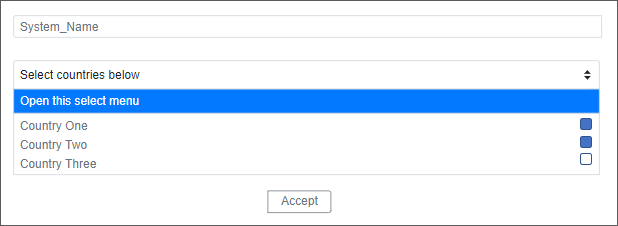 System_Name
Select countries below
Open this select menu
Country One
Country Two
Country Three
Accept